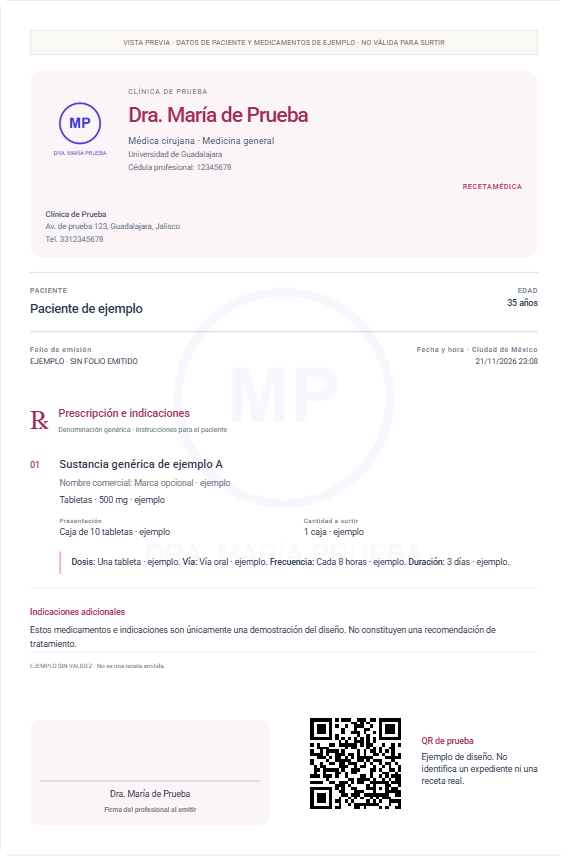 VISTA PREVIA · DATOS DE PACIENTE Y MEDICAMENTOS DE EJEMPLO · NO VÁLIDA PARA SURTIR
MP
DRA. MARÍA PRUEBA
CLÍNICA DE PRUEBA
Dra. María de Prueba
Médica cirujana · Medicina general
Universidad de Guadalajara
Cédula profesional: 12345678
RECETAMÉDICA
Clínica de Prueba
Av. de prueba 123, Guadalajara, Jalisco
Tel. 3312345678
PACIENTE
Paciente de ejemplo
EDAD
35 años
Folio de emisión
EJEMPLO · SIN FOLIO EMITIDO
Fecha y hora · Ciudad de México
21/11/2026 23:08
MP
DRA. MARÍA PRUEBA
℞ Prescripción e indicaciones
Denominación genérica · instrucciones para el paciente
01 Sustancia genérica de ejemplo A
Nombre comercial: Marca opcional · ejemplo
Tabletas · 500 mg · ejemplo
Presentación
Caja de 10 tabletas · ejemplo
Cantidad a surtir
1 caja · ejemplo
Dosis: Una tableta · ejemplo. Vía: Vía oral · ejemplo. Frecuencia: Cada 8 horas · ejemplo. Duración: 3 días · ejemplo.
Indicaciones adicionales
Estos medicamentos e indicaciones son únicamente una demostración del diseño. No constituyen una recomendación de
tratamiento.
EJEMPLO SIN VALIDEZ · No es una receta emitida.
Dra. María de Prueba
Firma del profesional al emitir
QR de prueba
Ejemplo de diseño. No
identifica un expediente ni una
receta real.